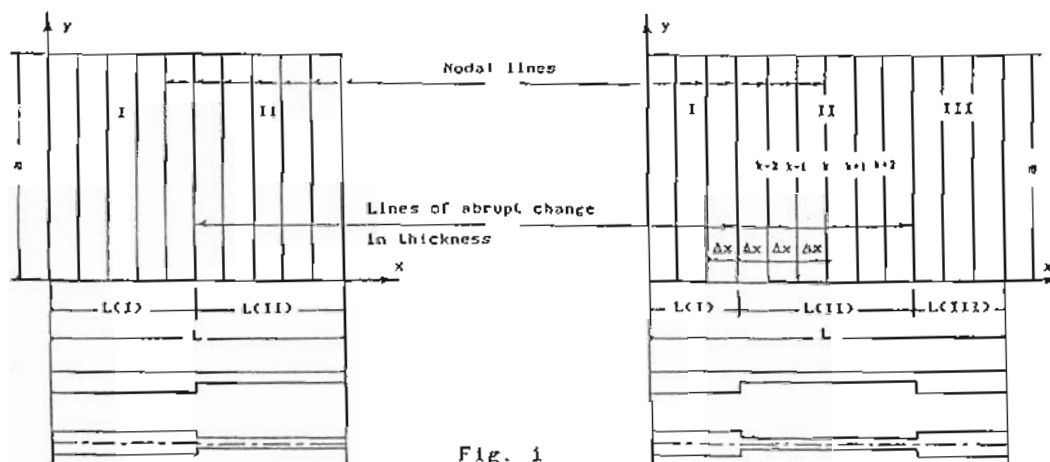 y
y
Nodal lines
I
II
I
II
III
a
k-2 k-1 k k+1 k+2
a
Lines of abrupt change
in thickness
Δx Δx Δx Δx
x
x
L(I)
L(II)
L(I)
L(II)
L(III)
L
L
Fig. 1